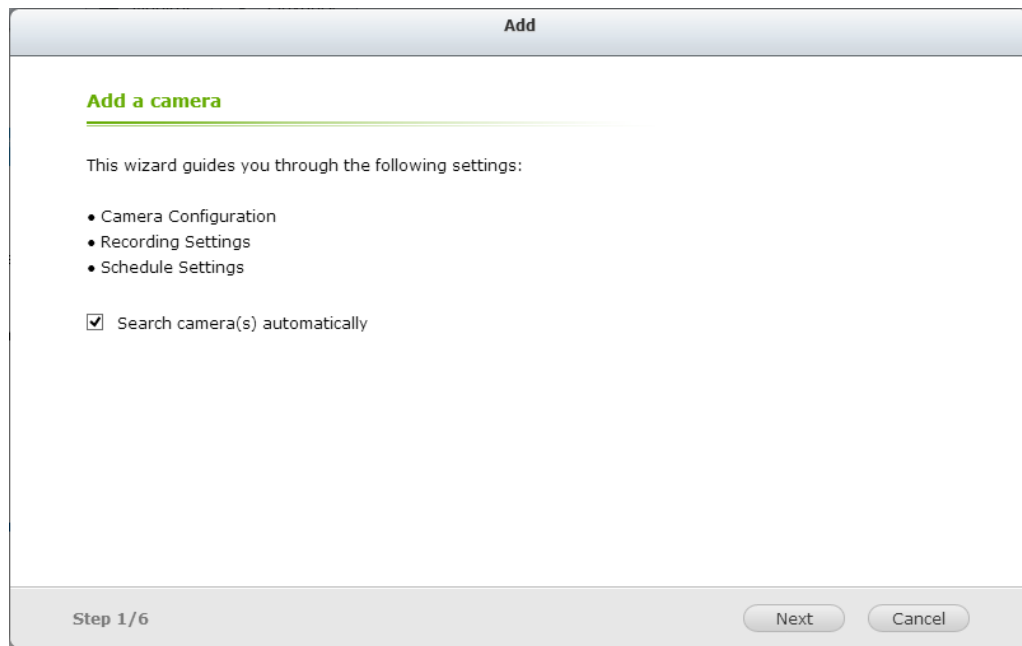 Add
Add a camera
This wizard guides you through the following settings:
• Camera Configuration
• Recording Settings
• Schedule Settings
Search camera(s) automatically
Step 1/6
Next
Cancel